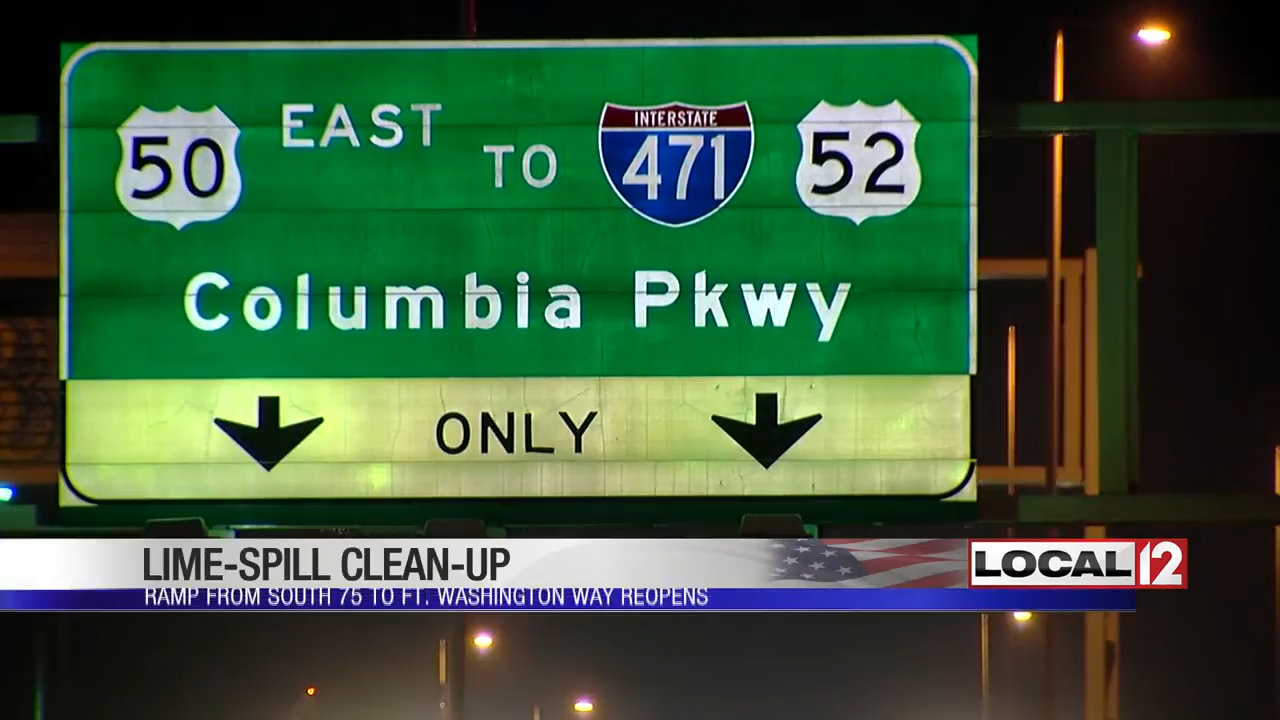 50 EAST TO INTERSTATE 471 52
Columbia Pkwy
ONLY
LIME-SPILL CLEAN-UP
RAMP FROM SOUTH 75 TO FT. WASHINGTON WAY REOPENS
LOCAL 12